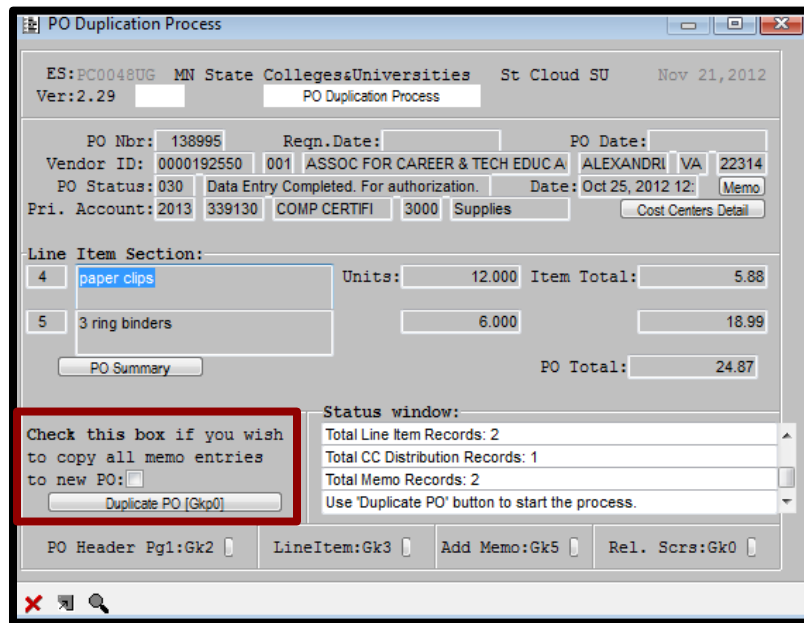 PO Duplication Process
ES:PC0048UG MN State Colleges&Universities St Cloud SU Nov 21,2012
Ver:2.29 PO Duplication Process
PO Nbr: 138995 Reqn.Date: PO Date:
Vendor ID: 0000192550 001 ASSOC FOR CAREER & TECH EDUC A ALEXANDRI VA 22314
PO Status: 030 Data Entry Completed. For authorization. Date: Oct 25, 2012 12: Memo
Pri. Account: 2013 339130 COMP CERTIFI 3000 Supplies Cost Centers Detail
Line Item Section:
4 paper clips Units: 12.000 Item Total: 5.88
5 3 ring binders 6.000 18.99
PO Summary PO Total: 24.87
Check this box if you wish
to copy all memo entries
to new PO:
Duplicate PO [Gkp0]
Status window:
Total Line Item Records: 2
Total CC Distribution Records: 1
Total Memo Records: 2
Use 'Duplicate PO' button to start the process.
PO Header Pg1:Gk2 LineItem:Gk3 Add Memo:Gk5 Rel. Scrs:Gk0